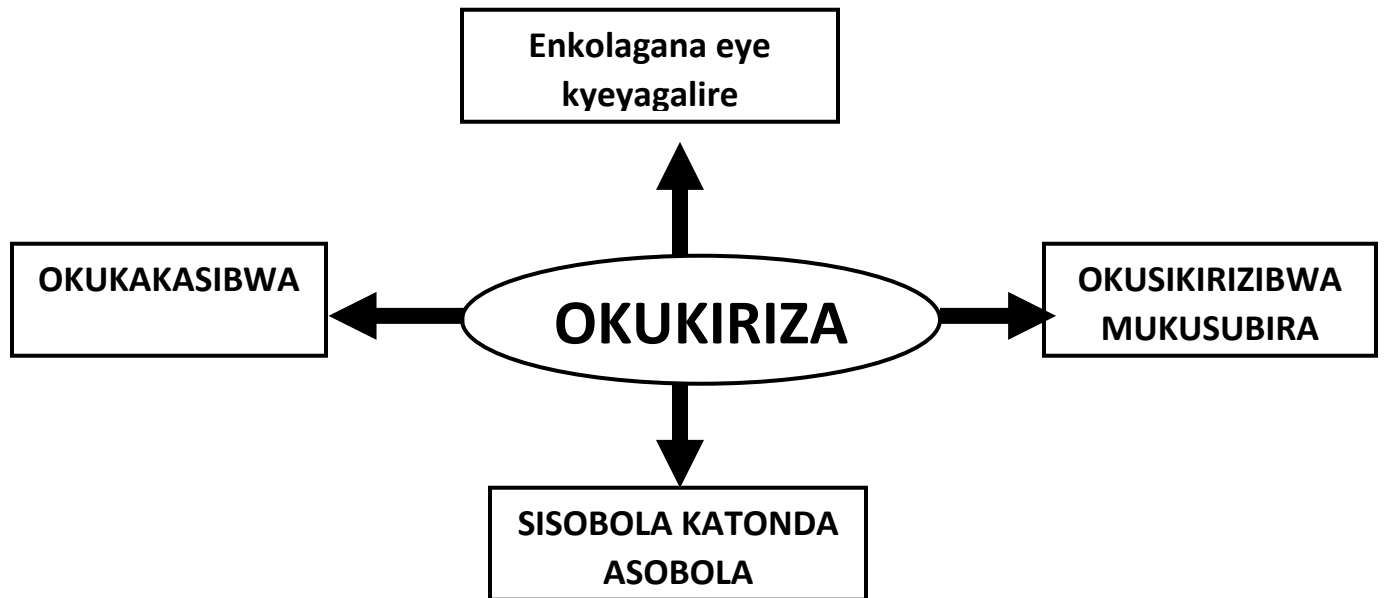 Enkolagana eye
kyeyagalire
OKUKAKASIBWA
OKUKIRIZA
OKUSIKIRIZIBWA
MUKUSUBIRA
SISOBOLA KATONDA
ASOBOLA